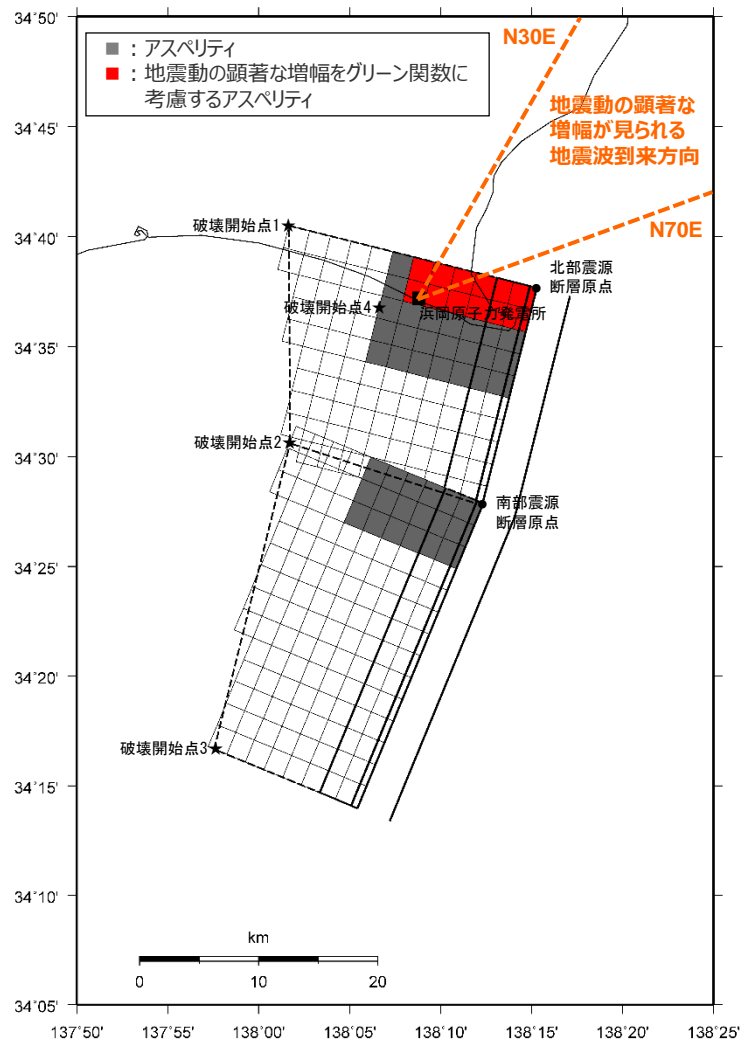 34˚50'
N30E
■ : アスペリティ
■ : 地震動の顕著な増幅をグリーン関数に
考慮するアスペリティ
地震動の顕著な
増幅が見られる
地震波到来方向
34˚45'
N70E
破壊開始点1
34˚40'
北部震源
断層原点
破壊開始点4
浜岡原子力発電所
34˚35'
破壊開始点2
34˚30'
南部震源
断層原点
34˚25'
34˚20'
破壊開始点3
34˚15'
34˚10'
km
0 10 20
34˚05'
137˚50' 137˚55' 138˚00' 138˚05' 138˚10' 138˚15' 138˚20' 138˚25'